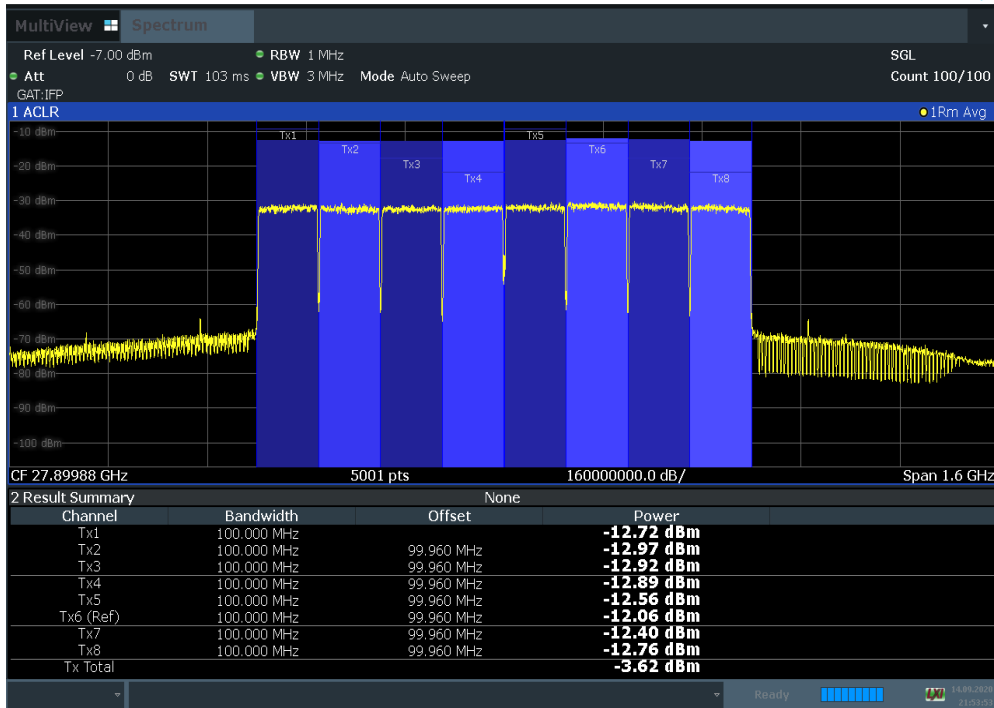 MultiView Spectrum
Ref Level -7.00 dBm RBW 1 MHz SGL
Att 0 dB SWT 103 ms VBW 3 MHz Mode Auto Sweep Count 100/100
GAT:IFP
1 ACLR 1Rm Avg
-10 dBm
Tx1 Tx5
Tx2 Tx6
Tx3 Tx7
-20 dBm
Tx4 Tx8
-30 dBm
-40 dBm
-50 dBm
-60 dBm
-70 dBm
-80 dBm
-90 dBm
-100 dBm
CF 27.89988 GHz 5001 pts 160000000.0 dB/ Span 1.6 GHz
2 Result Summary None
Channel Bandwidth Offset Power
Tx1 100.000 MHz -12.72 dBm
Tx2 100.000 MHz 99.960 MHz -12.97 dBm
Tx3 100.000 MHz 99.960 MHz -12.92 dBm
Tx4 100.000 MHz 99.960 MHz -12.89 dBm
Tx5 100.000 MHz 99.960 MHz -12.56 dBm
Tx6 (Ref) 100.000 MHz 99.960 MHz -12.06 dBm
Tx7 100.000 MHz 99.960 MHz -12.40 dBm
Tx8 100.000 MHz 99.960 MHz -12.76 dBm
Tx Total -3.62 dBm
Ready LXI 14.09.2020
21:53:53